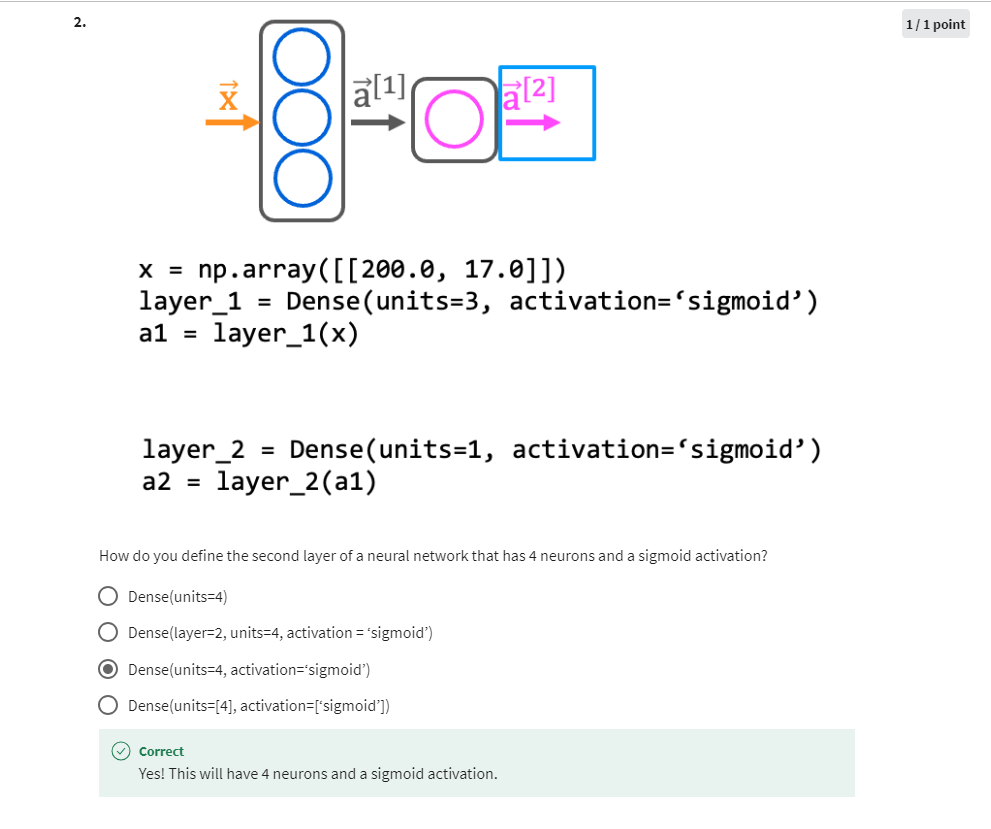 2.
1 / 1 point
x⃗
a⃗[1]
a⃗[2]
x = np.array([[200.0, 17.0]])
layer_1 = Dense(units=3, activation=‘sigmoid’)
a1 = layer_1(x)
layer_2 = Dense(units=1, activation=‘sigmoid’)
a2 = layer_2(a1)
How do you define the second layer of a neural network that has 4 neurons and a sigmoid activation?
Dense(units=4)
Dense(layer=2, units=4, activation = ‘sigmoid’)
Dense(units=4, activation=‘sigmoid’)
Dense(units=[4], activation=[‘sigmoid’])
Correct
Yes! This will have 4 neurons and a sigmoid activation.